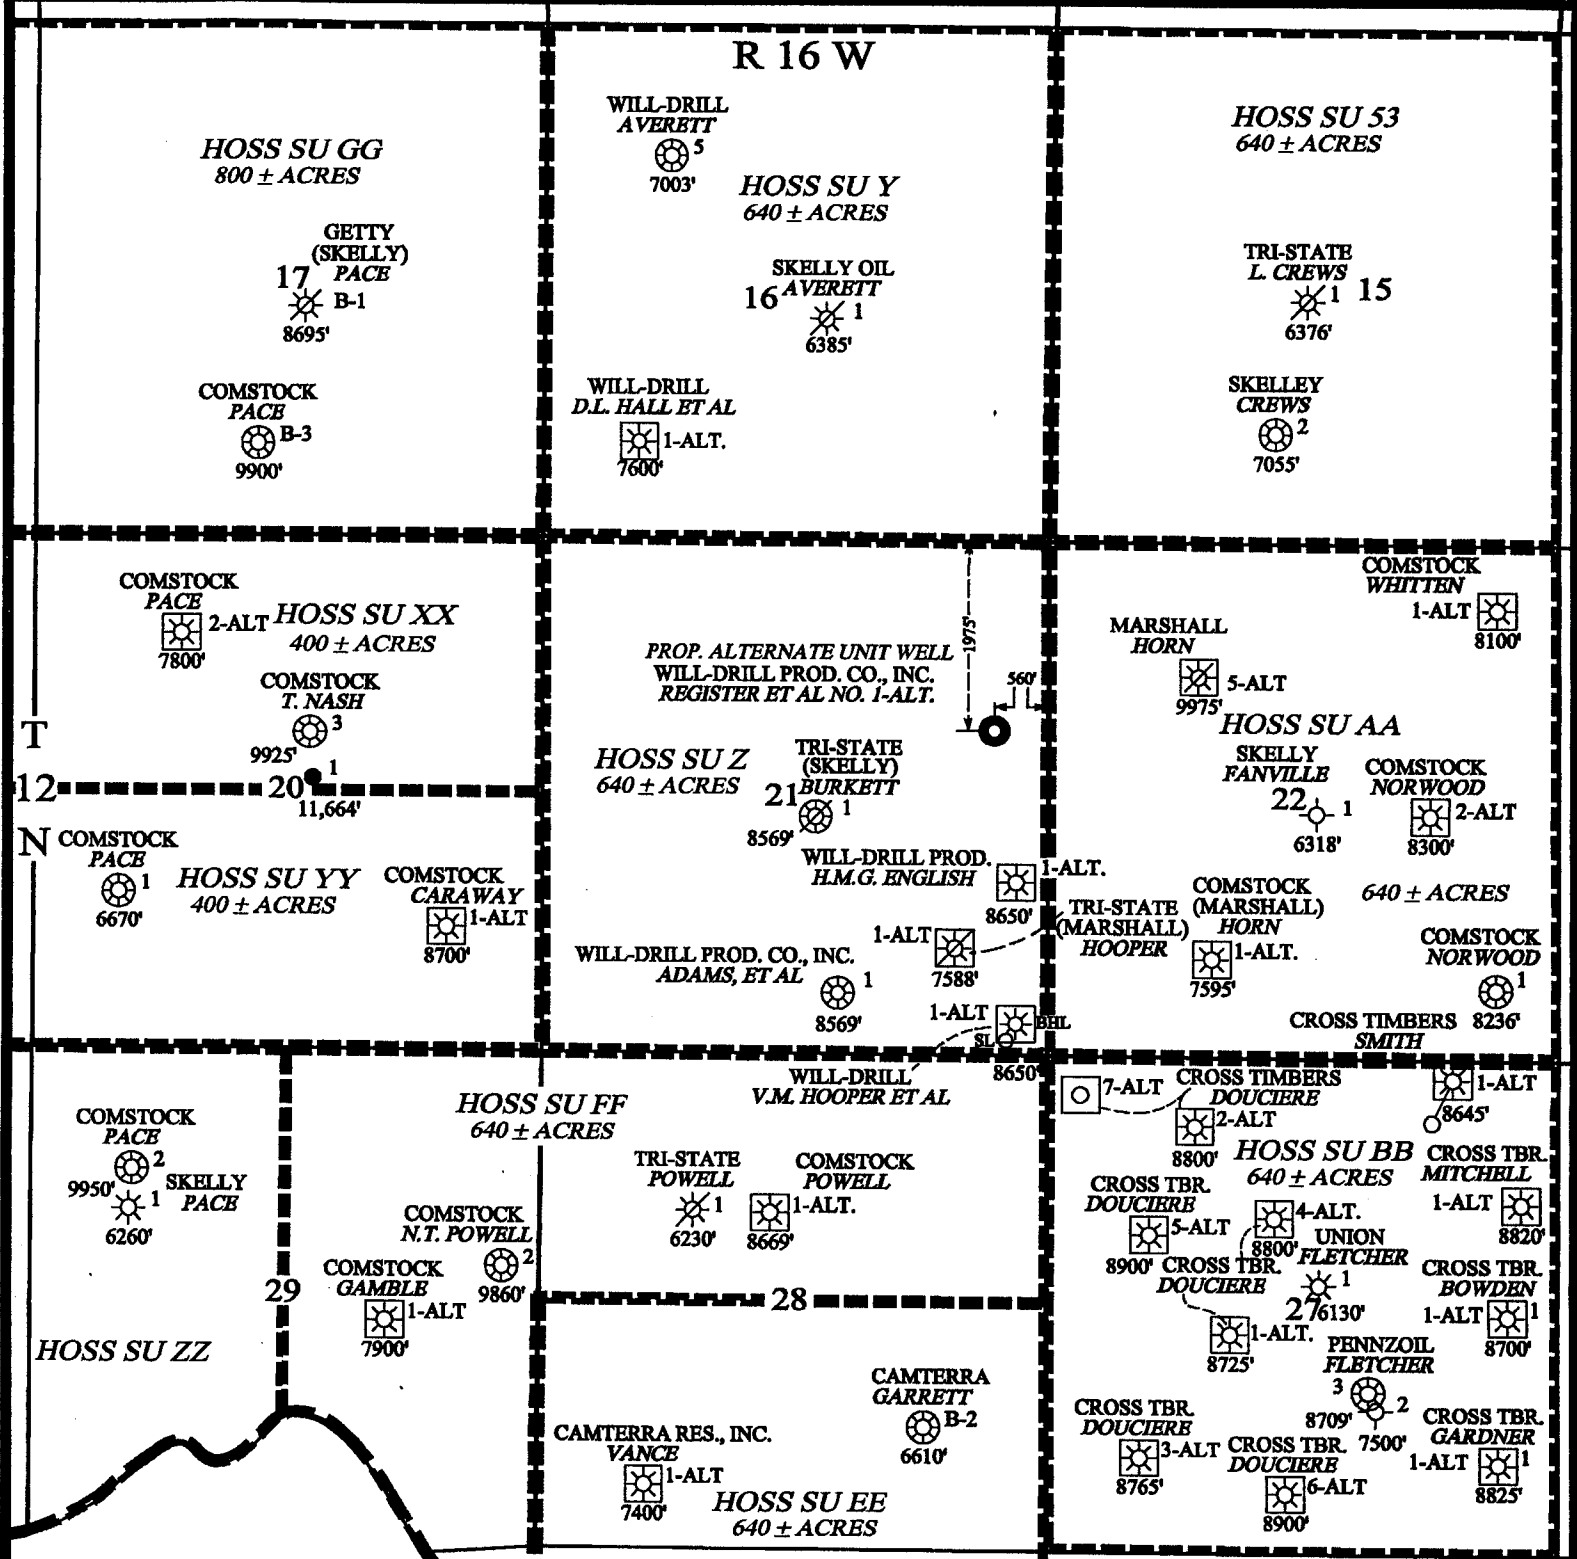 R 16 W
HOSS SU GG
800 ± ACRES
GETTY
(SKELLY)
PACE
17
B-1
8695'
COMSTOCK
PACE
B-3
9900'
WILL-DRILL
AVERETT
5
7003'
HOSS SU Y
640 ± ACRES
SKELLY OIL
AVERETT
16
1
6385'
WILL-DRILL
D.L. HALL ET AL
1-ALT.
7600'
HOSS SU 53
640 ± ACRES
TRI-STATE
L. CREWS
1
15
6376'
SKELLEY
CREWS
2
7055'
COMSTOCK
PACE
2-ALT
7800'
HOSS SU XX
400 ± ACRES
COMSTOCK
T. NASH
3
9925'
1
T
12
N
20
11,664'
COMSTOCK
PACE
1
6670'
HOSS SU YY
400 ± ACRES
COMSTOCK
CARAWAY
1-ALT
8700'
1975'
560'
PROP. ALTERNATE UNIT WELL
WILL-DRILL PROD. CO., INC.
REGISTER ET AL NO. 1-ALT.
HOSS SU Z
640 ± ACRES
TRI-STATE
(SKELLY)
BURKETT
21
1
8569'
WILL-DRILL PROD.
H.M.G. ENGLISH
1-ALT.
8650'
TRI-STATE
(MARSHALL)
HOOPER
1-ALT
7588'
WILL-DRILL PROD. CO., INC.
ADAMS, ET AL
1
8569'
1-ALT
BHL
SL
8650'
WILL-DRILL
V.M. HOOPER ET AL
COMSTOCK
WHITTEN
1-ALT
8100'
MARSHALL
HORN
5-ALT
9975'
HOSS SU AA
SKELLY
FANVILLE
22
1
6318'
COMSTOCK
NORWOOD
2-ALT
8300'
640 ± ACRES
COMSTOCK
(MARSHALL)
HORN
1-ALT.
7595'
COMSTOCK
NORWOOD
1
8236'
CROSS TIMBERS
SMITH
1-ALT
8645'
COMSTOCK
PACE
2
9950'
SKELLY
PACE
1
6260'
29
HOSS SU ZZ
HOSS SU FF
640 ± ACRES
COMSTOCK
N.T. POWELL
2
9860'
COMSTOCK
GAMBLE
1-ALT
7900'
TRI-STATE
POWELL
1
6230'
COMSTOCK
POWELL
1-ALT.
8669'
28
CAMTERRA
GARRETT
B-2
6610'
CAMTERRA RES., INC.
VANCE
1-ALT
7400'
HOSS SU EE
640 ± ACRES
7-ALT
CROSS TIMBERS
DOUCIERE
2-ALT
8800'
HOSS SU BB
640 ± ACRES
CROSS TBR.
MITCHELL
1-ALT
8820'
CROSS TBR.
DOUCIERE
5-ALT
8900'
4-ALT.
8800'
CROSS TBR.
DOUCIERE
1-ALT.
8725'
UNION
FLETCHER
1
27
6130'
CROSS TBR.
BOWDEN
1-ALT
1
8700'
PENNZOIL
FLETCHER
3
8709'
2
7500'
CROSS TBR.
DOUCIERE
3-ALT
8765'
CROSS TBR.
DOUCIERE
6-ALT
8900'
CROSS TBR.
GARDNER
1-ALT
1
8825'